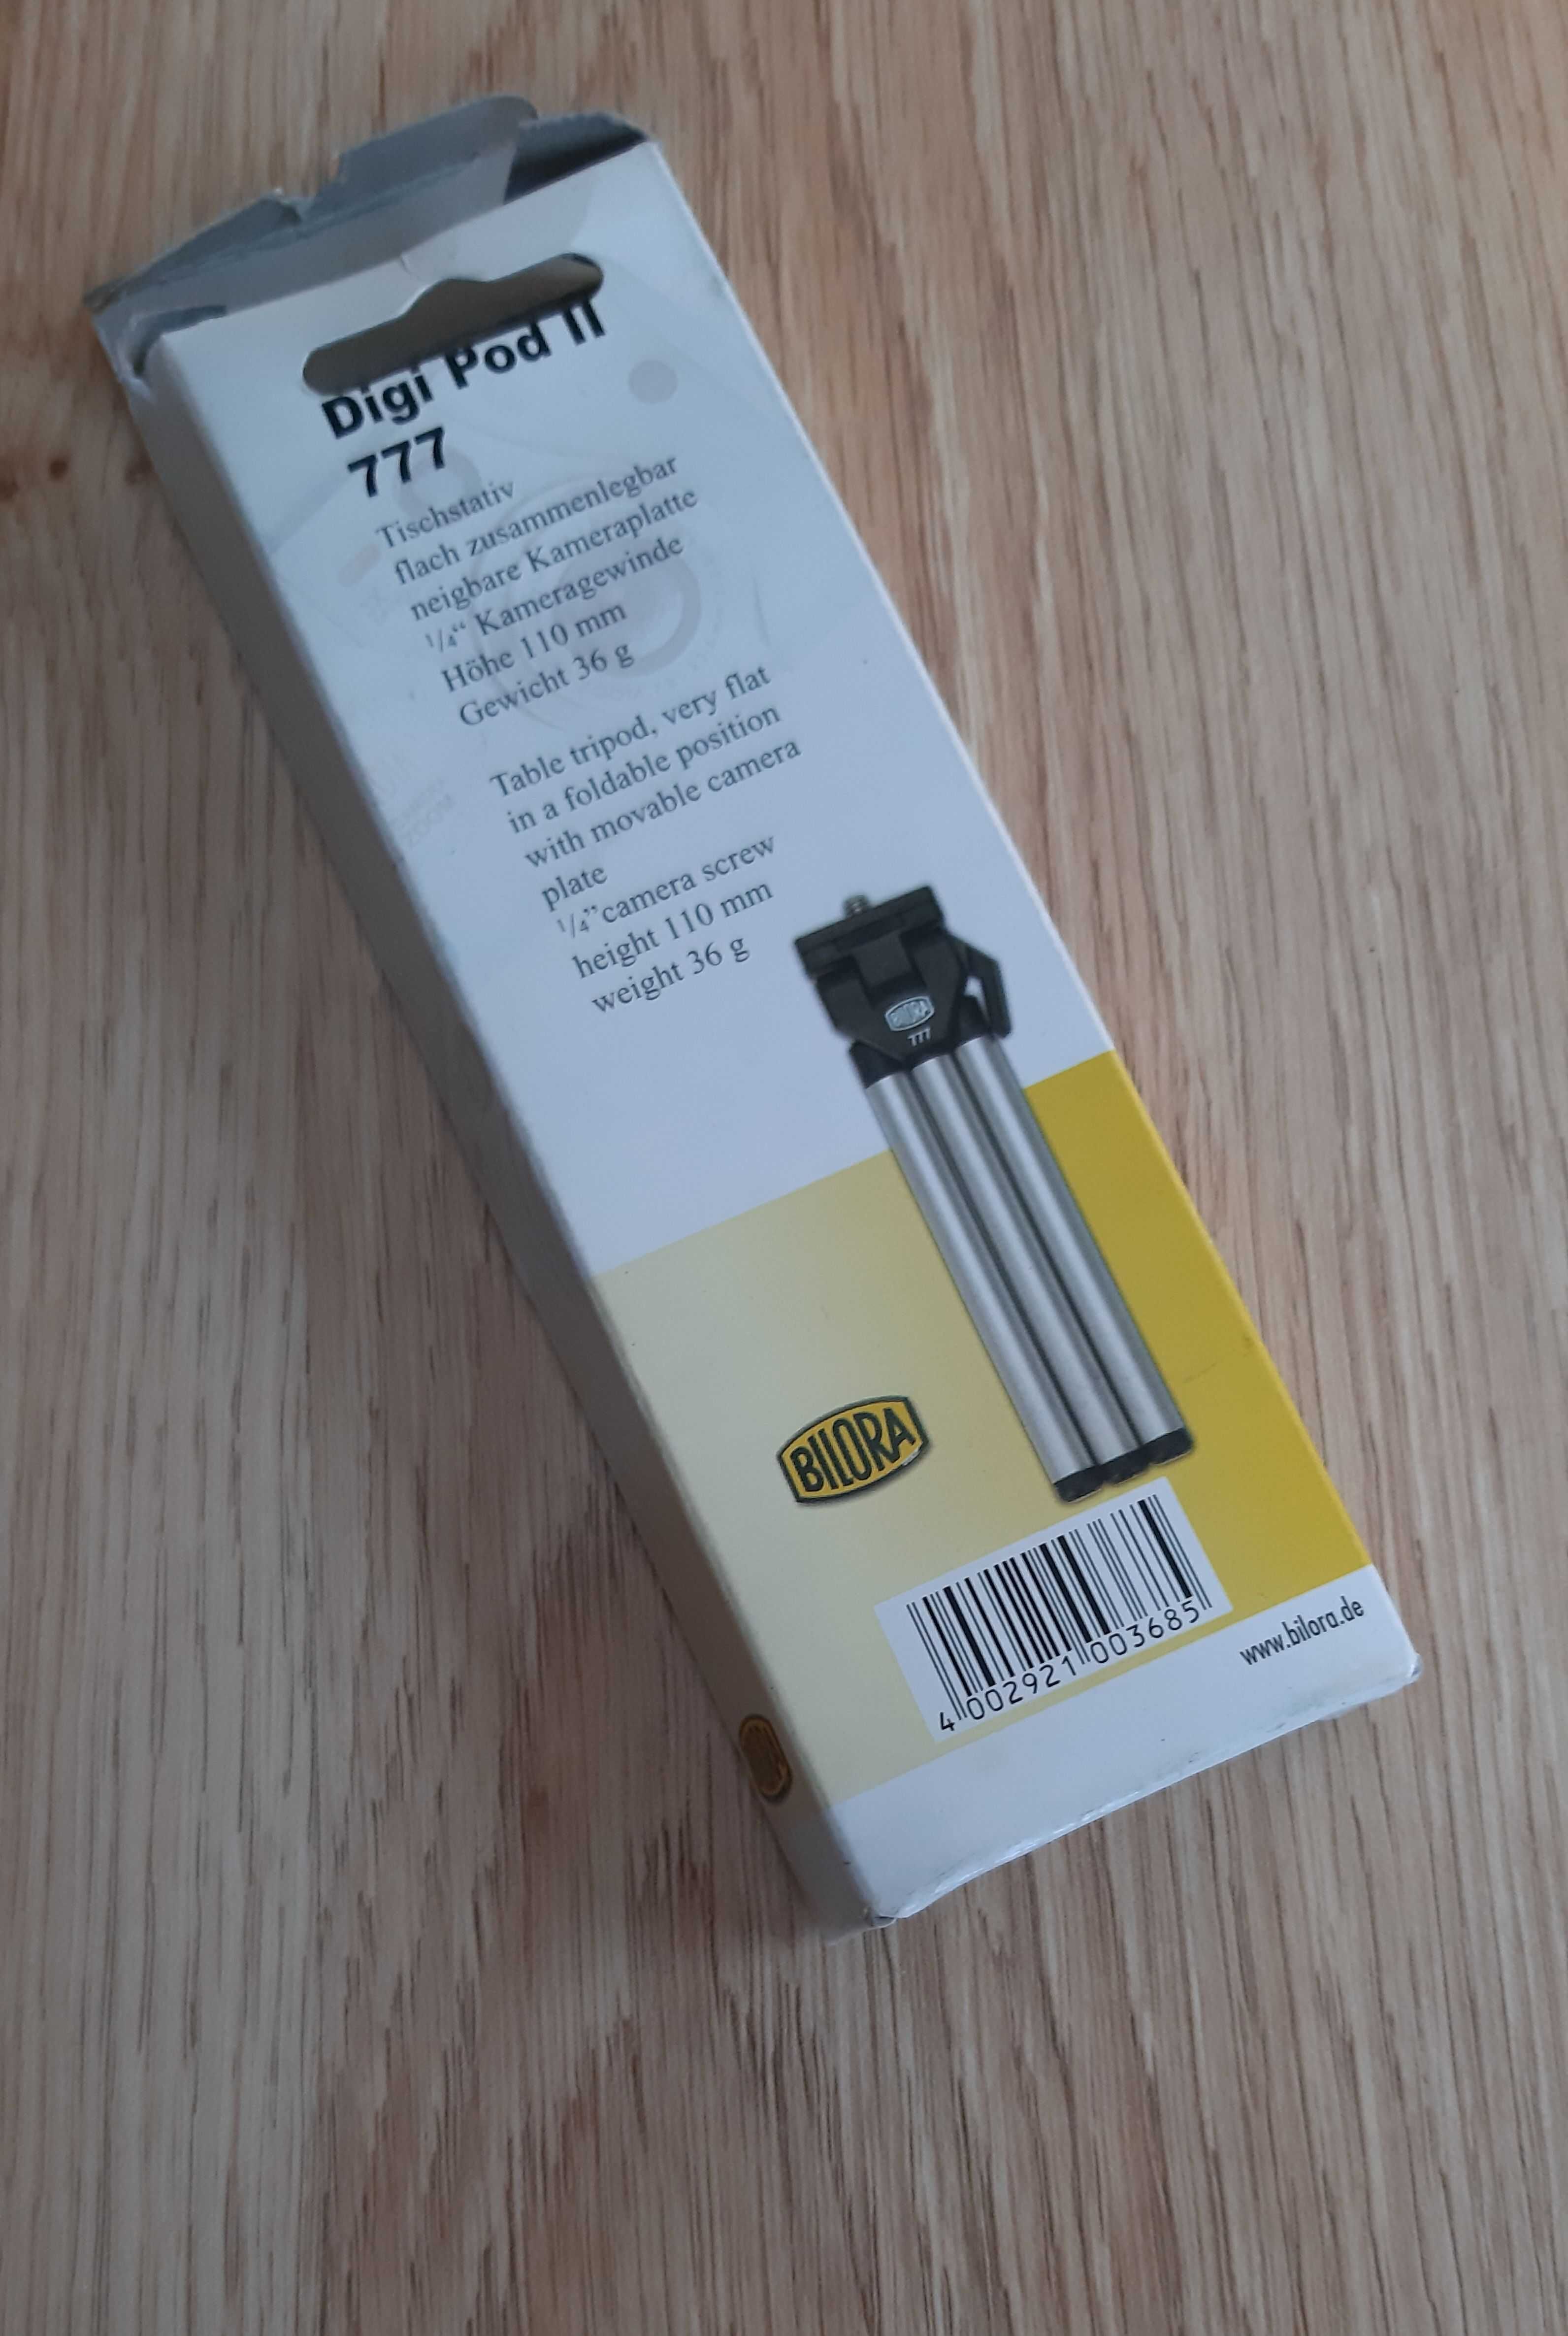 Digi Pod II
777
Tischstativ
flach zusammenlegbar
neigbare Kameraplatte
1/4“ Kameragewinde
Höhe 110 mm
Gewicht 36 g
Table tripod, very flat
in a foldable position
with movable camera
plate
1/4”camera screw
height 110 mm
weight 36 g
BILORA
777
BILORA
4 002921 003685
www.bilora.de